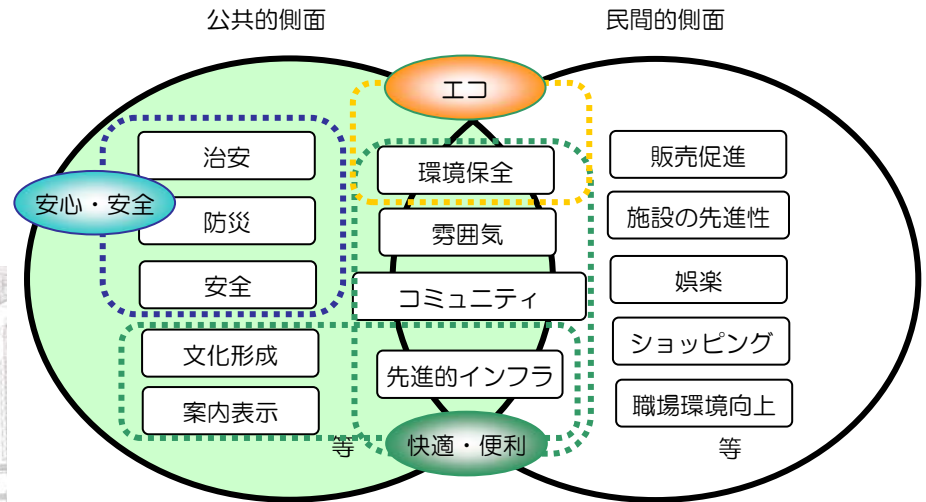 公共的側面
民間的側面
エコ
治安
環境保全
販売促進
安心・安全
防災
雰囲気
施設の先進性
安全
コミュニティ
娯楽
文化形成
先進的インフラ
ショッピング
案内表示
職場環境向上
等
快適・便利
等